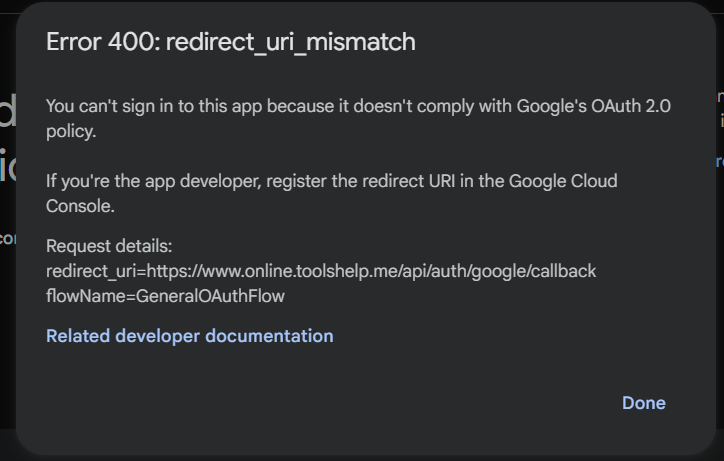 Error 400: redirect_uri_mismatch
You can't sign in to this app because it doesn't comply with Google's OAuth 2.0
policy.
If you're the app developer, register the redirect URI in the Google Cloud
Console.
Request details:
redirect_uri=https://www.online.toolshelp.me/api/auth/google/callback
flowName=GeneralOAuthFlow
Related developer documentation
Done